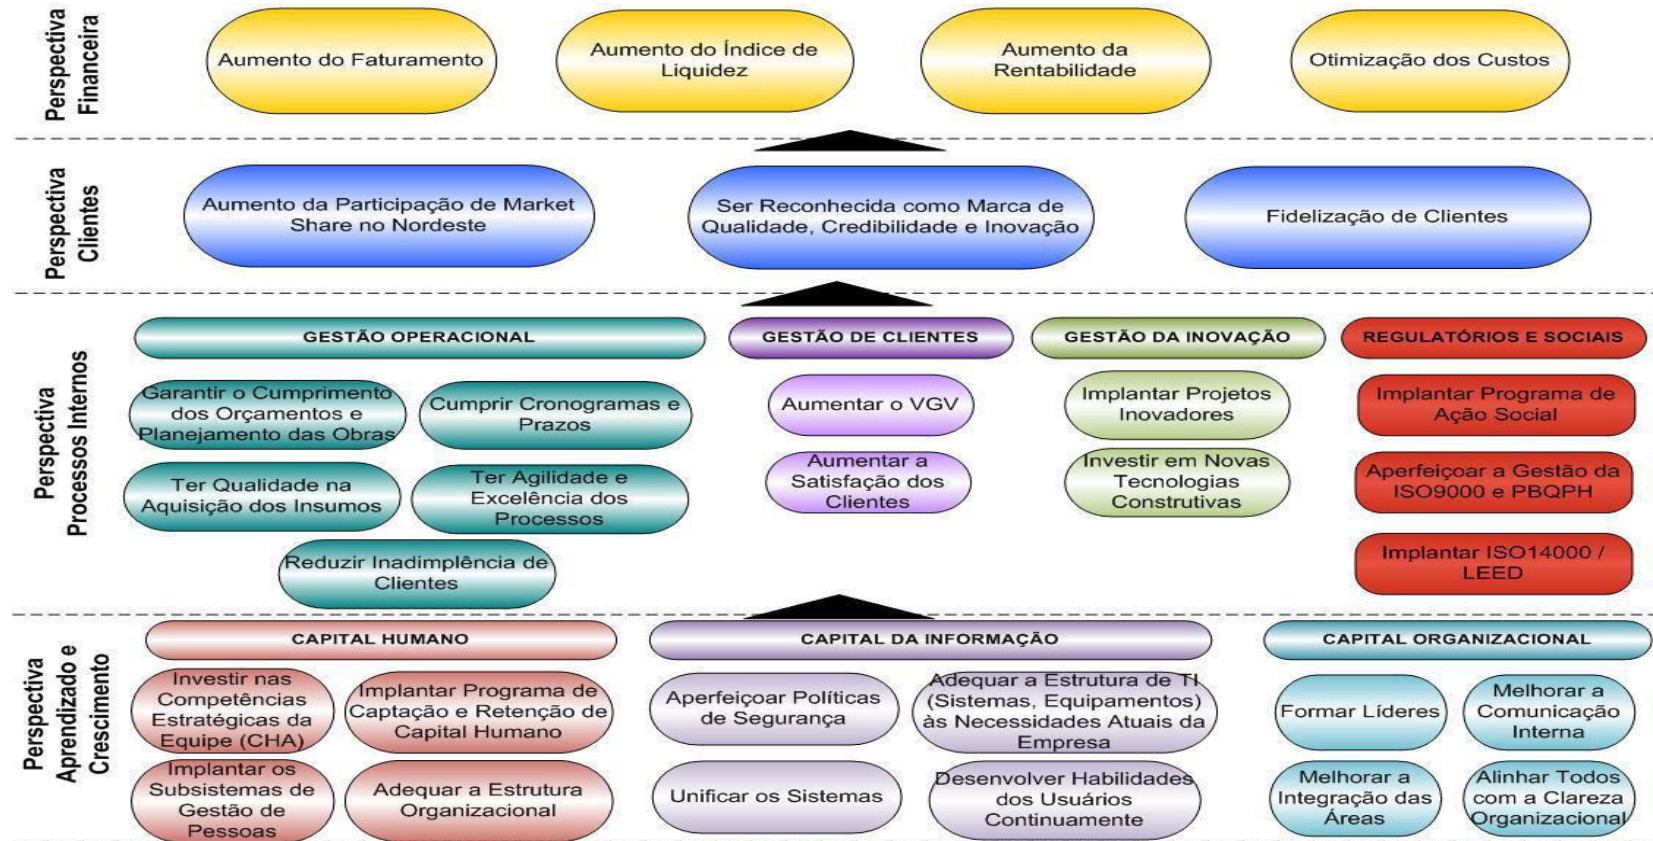 Perspectiva
Financeira
Aumento do Faturamento
Aumento do Índice de
Liquidez
Aumento da
Rentabilidade
Otimização dos Custos
Perspectiva
Clientes
Aumento da Participação de Market
Share no Nordeste
Ser Reconhecida como Marca de
Qualidade, Credibilidade e Inovação
Fidelização de Clientes
Perspectiva
Processos Internos
GESTÃO OPERACIONAL
Garantir o Cumprimento
dos Orçamentos e
Planejamento das Obras
Cumprir Cronogramas e
Prazos
Ter Qualidade na
Aquisição dos Insumos
Ter Agilidade e
Excelência dos
Processos
Reduzir Inadimplência de
Clientes
GESTÃO DE CLIENTES
Aumentar o VGV
Aumentar a
Satisfação dos
Clientes
GESTÃO DA INOVAÇÃO
Implantar Projetos
Inovadores
Investir em Novas
Tecnologias
Construtivas
REGULATÓRIOS E SOCIAIS
Implantar Programa de
Ação Social
Aperfeiçoar a Gestão da
ISO9000 e PBQPH
Implantar ISO14000 /
LEED
Perspectiva
Aprendizado e
Crescimento
CAPITAL HUMANO
Investir nas
Competências
Estratégicas da
Equipe (CHA)
Implantar Programa de
Captação e Retenção de
Capital Humano
Implantar os
Subsistemas de
Gestão de
Pessoas
Adequar a Estrutura
Organizacional
CAPITAL DA INFORMAÇÃO
Aperfeiçoar Políticas
de Segurança
Adequar a Estrutura de TI
(Sistemas, Equipamentos)
às Necessidades Atuais da
Empresa
Unificar os Sistemas
Desenvolver Habilidades
dos Usuários
Continuamente
CAPITAL ORGANIZACIONAL
Formar Líderes
Melhorar a
Comunicação
Interna
Melhorar a
Integração das
Áreas
Alinhar Todos
com a Clareza
Organizacional